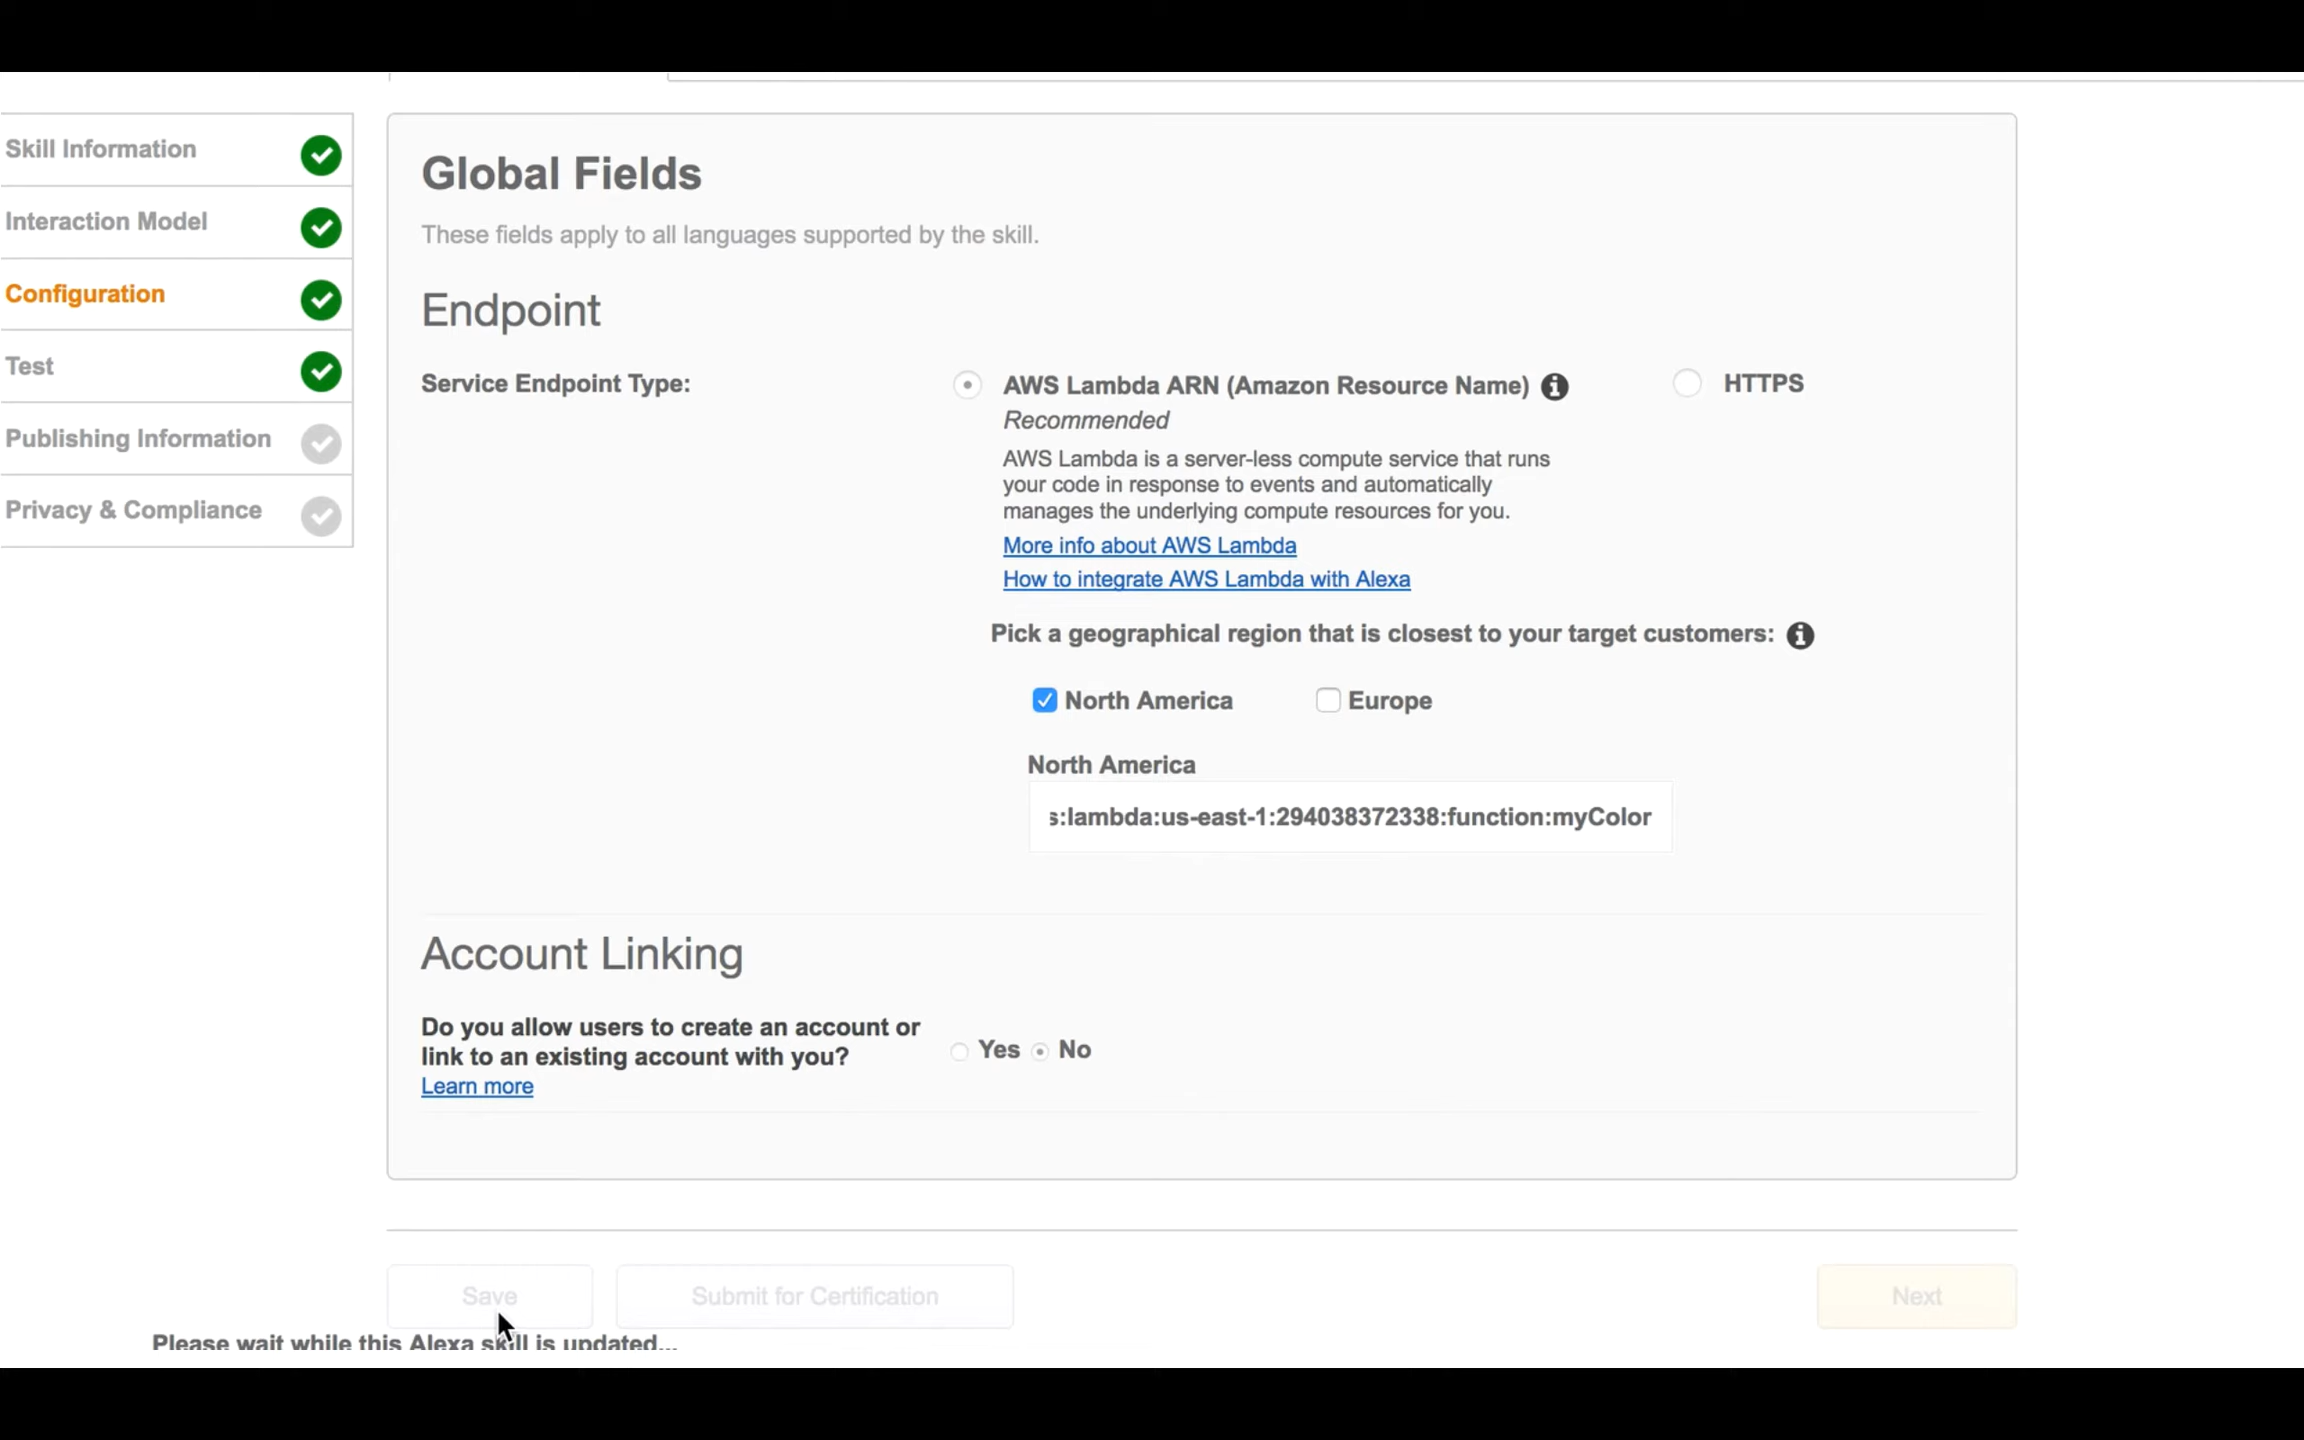 Skill Information
Interaction Model
Configuration
Test
Publishing Information
Privacy & Compliance
Global Fields
These fields apply to all languages supported by the skill.
Endpoint
Service Endpoint Type:
AWS Lambda ARN (Amazon Resource Name)
HTTPS
Recommended
AWS Lambda is a server-less compute service that runs
your code in response to events and automatically
manages the underlying compute resources for you.
More info about AWS Lambda
How to integrate AWS Lambda with Alexa
Pick a geographical region that is closest to your target customers:
North America
Europe
North America
s:lambda:us-east-1:294038372338:function:myColor
Account Linking
Do you allow users to create an account or
link to an existing account with you?
Yes
No
Learn more
Save
Submit for Certification
Next
Please wait while this Alexa skill is updated...